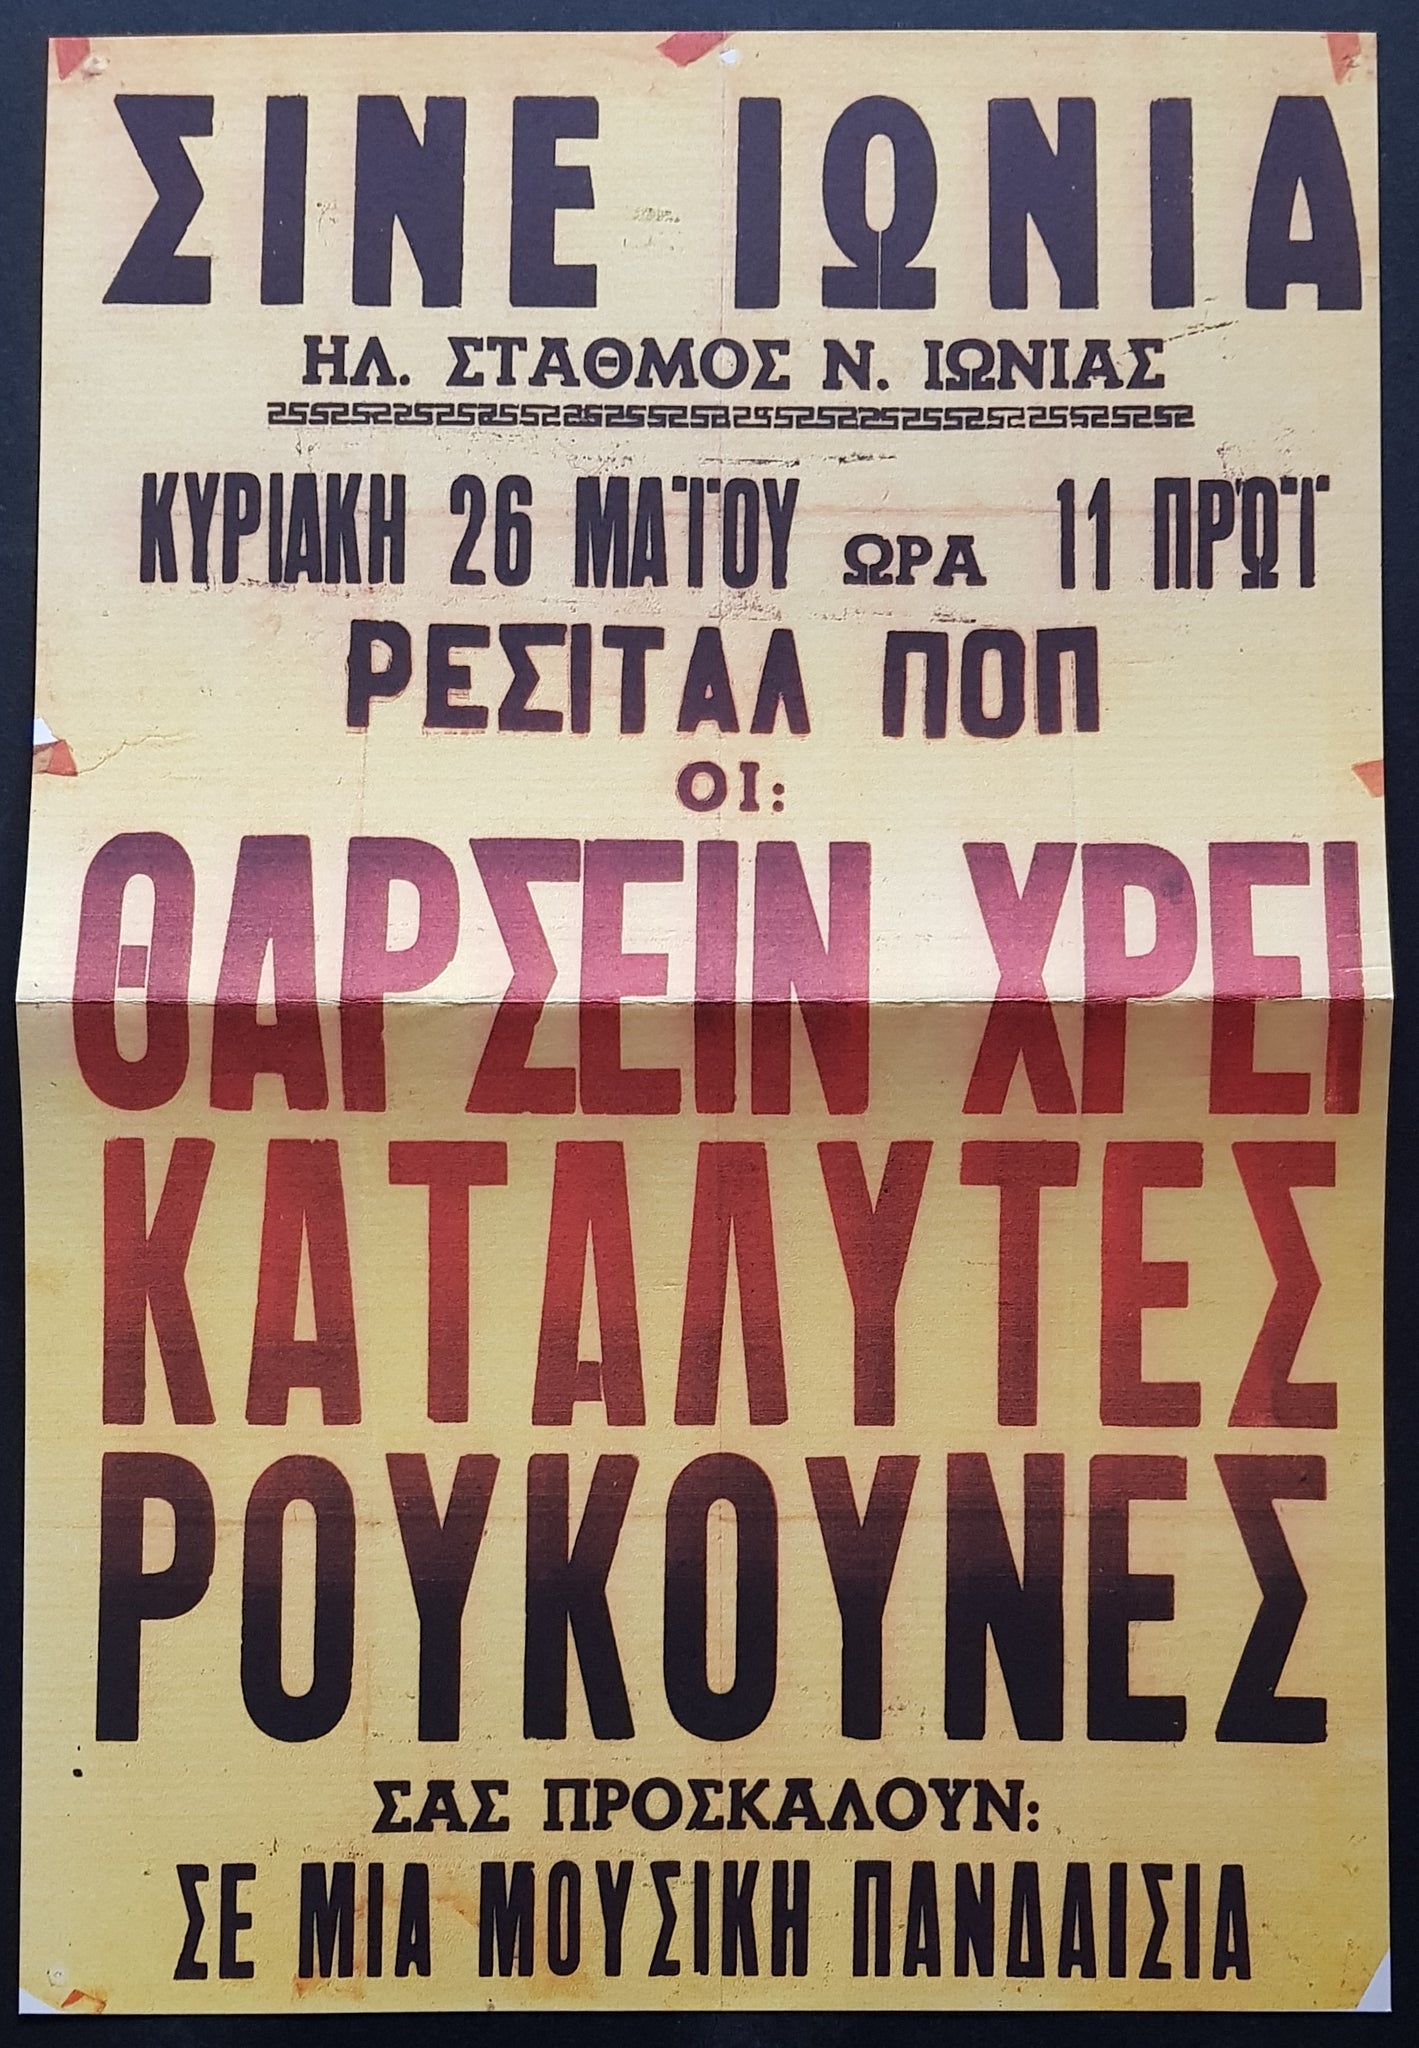 ΣΙΝΕ ΙΩΝΙΑ
ΗΛ. ΣΤΑΘΜΟΣ Ν. ΙΩΝΙΑΣ
ΚΥΡΙΑΚΗ 26 ΜΑΪΟΥ ΩΡΑ 11 ΠΡΩΪ
ΡΕΣΙΤΑΛ ΠΟΠ
ΟΙ:
ΘΑΡΣΕΙΝ ΧΡΕΙ
ΚΑΤΑΛΥΤΕΣ
ΡΟΥΚΟΥΝΕΣ
ΣΑΣ ΠΡΟΣΚΑΛΟΥΝ:
ΣΕ ΜΙΑ ΜΟΥΣΙΚΗ ΠΑΝΔΑΙΣΙΑ